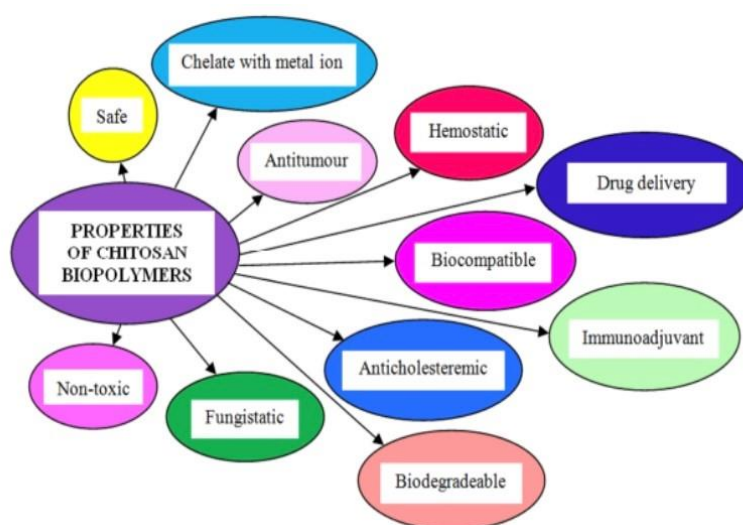 Chelate with metal ion
Safe
Hemostatic
Antitumour
Drug delivery
PROPERTIES
OF CHITOSAN
BIOPOLYMERS
Biocompatible
Immunoadjuvant
Anticholesteremic
Non-toxic
Fungistatic
Biodegradeable